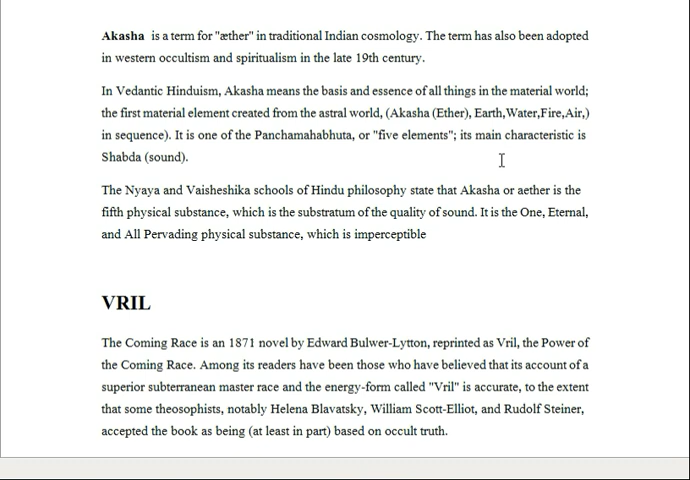 Akasha is a term for "æther" in traditional Indian cosmology. The term has also been adopted
in western occultism and spiritualism in the late 19th century.
In Vedantic Hinduism, Akasha means the basis and essence of all things in the material world;
the first material element created from the astral world, (Akasha (Ether), Earth,Water,Fire,Air,)
in sequence). It is one of the Panchamahabhuta, or "five elements"; its main characteristic is
Shabda (sound).
The Nyaya and Vaisheshika schools of Hindu philosophy state that Akasha or aether is the
fifth physical substance, which is the substratum of the quality of sound. It is the One, Eternal,
and All Pervading physical substance, which is imperceptible
VRIL
The Coming Race is an 1871 novel by Edward Bulwer-Lytton, reprinted as Vril, the Power of
the Coming Race. Among its readers have been those who have believed that its account of a
superior subterranean master race and the energy-form called "Vril" is accurate, to the extent
that some theosophists, notably Helena Blavatsky, William Scott-Elliot, and Rudolf Steiner,
accepted the book as being (at least in part) based on occult truth.